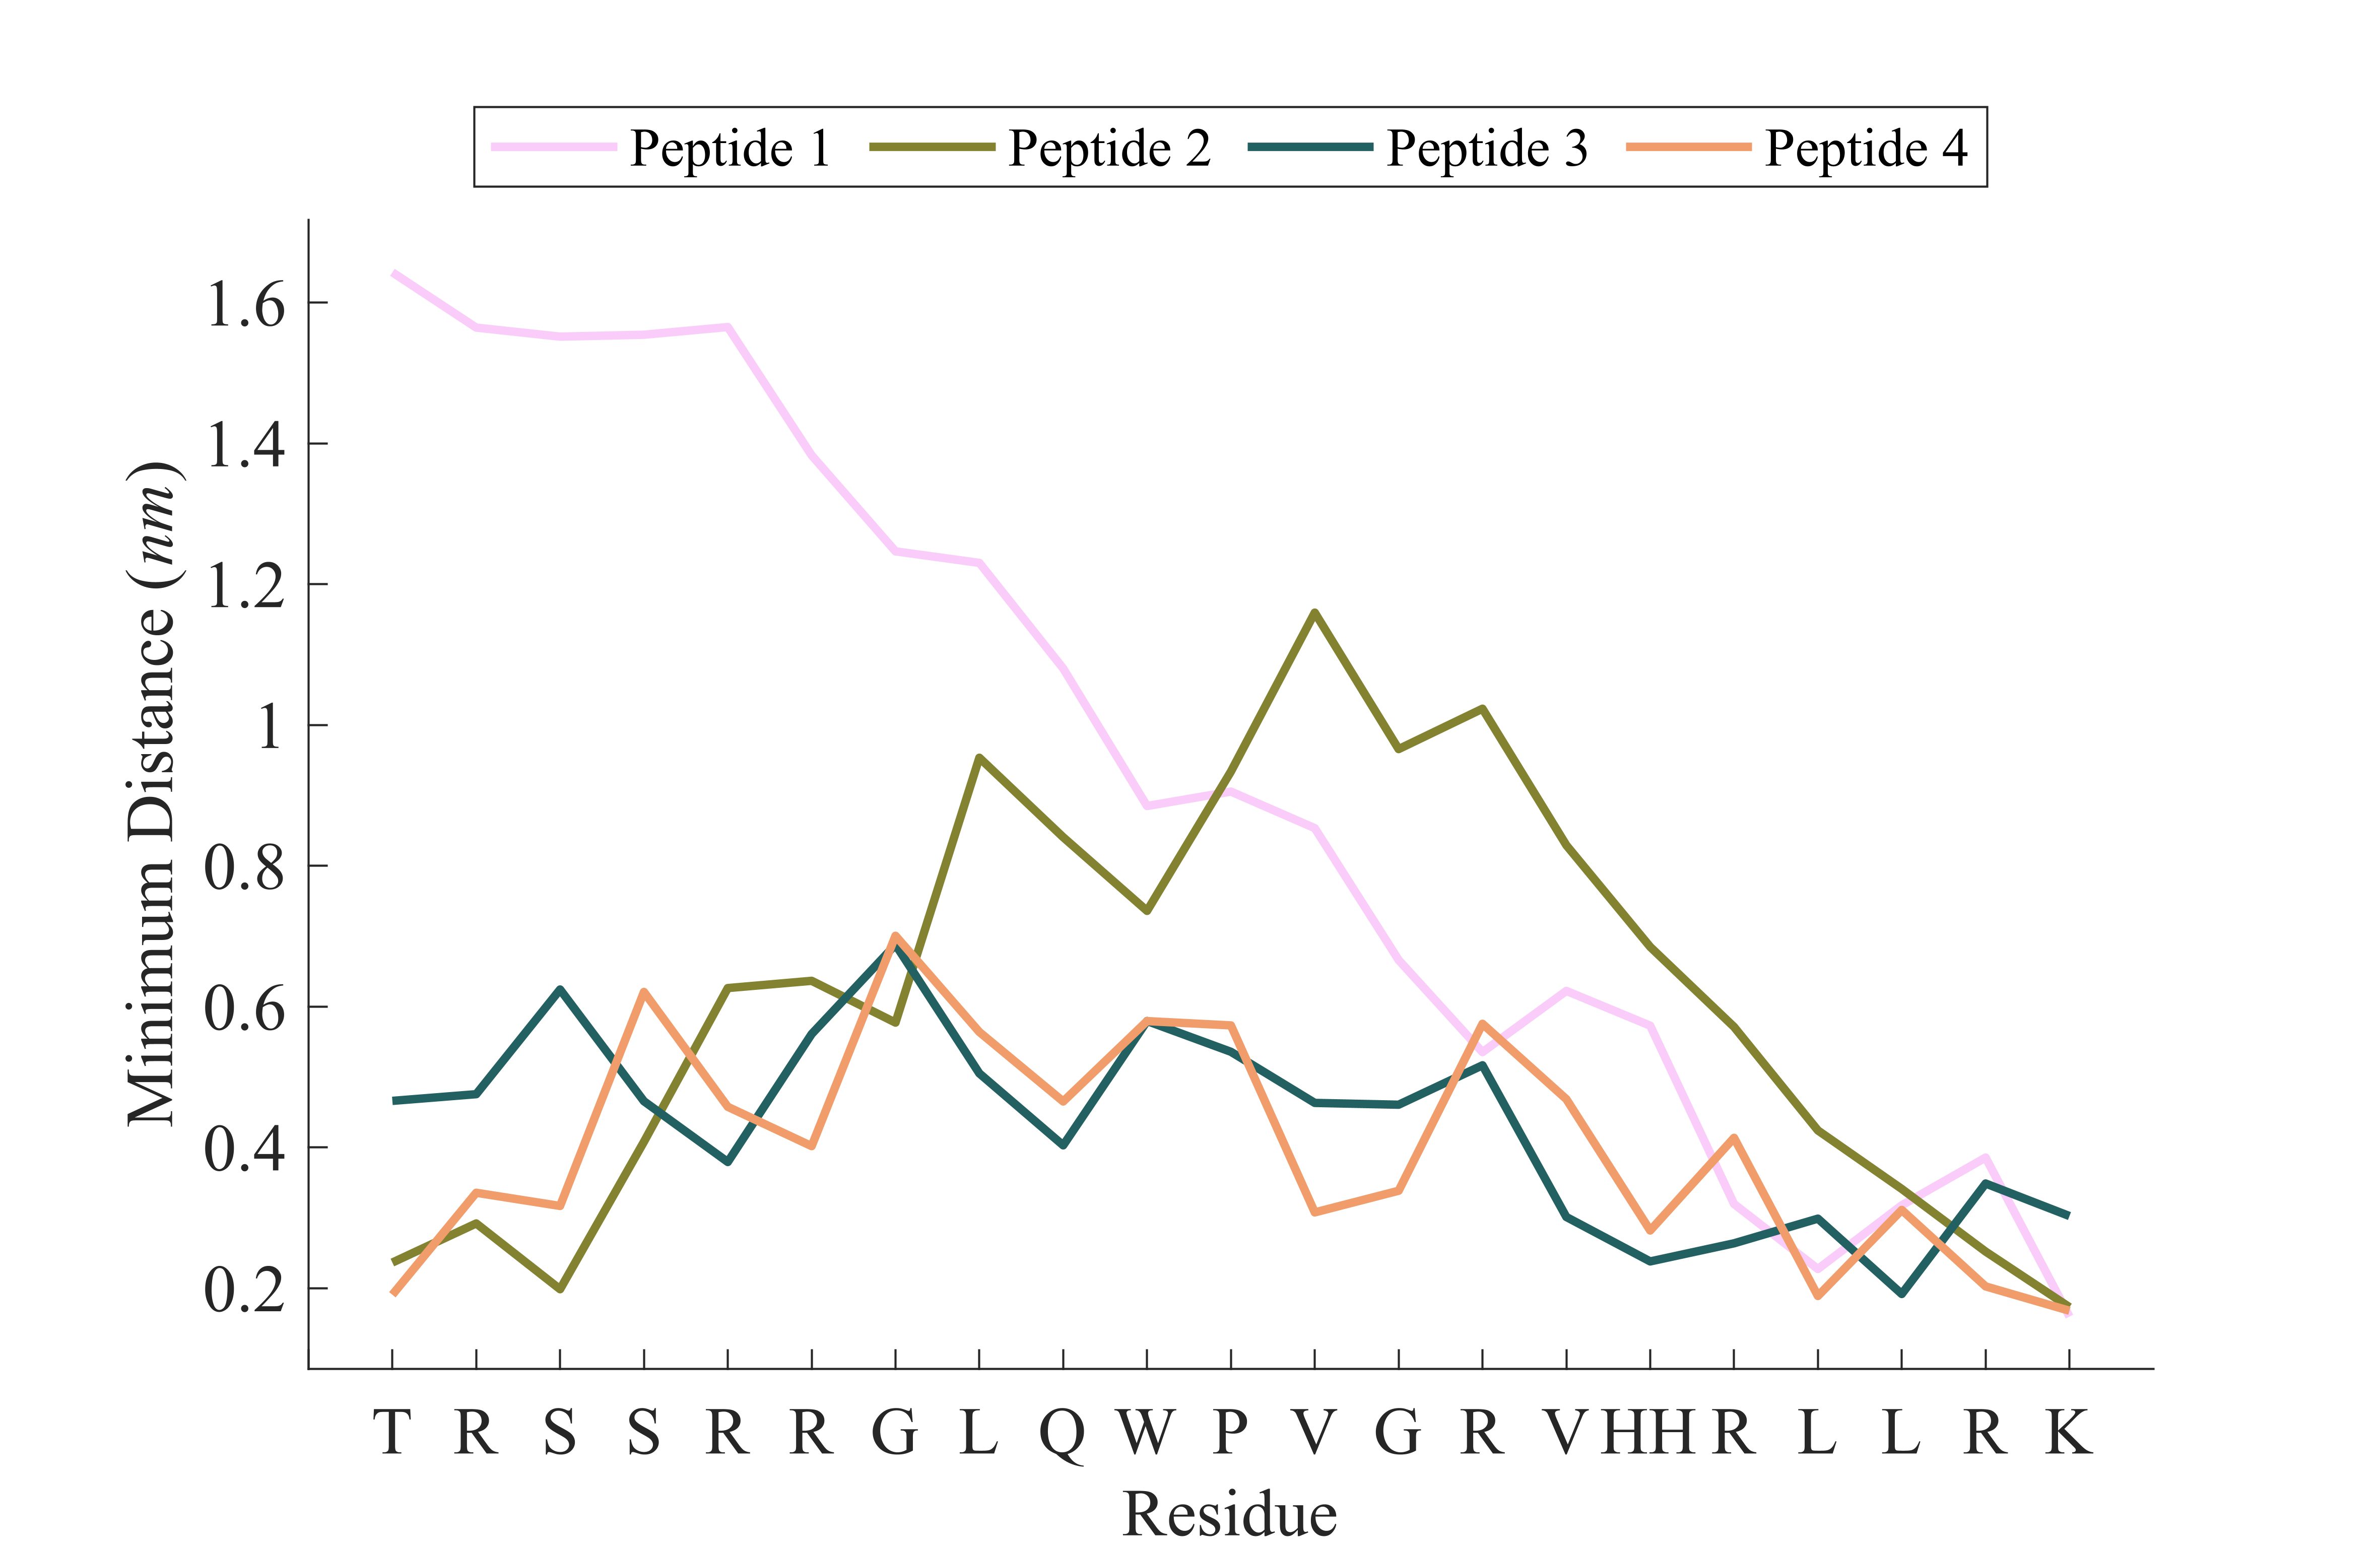 Peptide 1 Peptide 2 Peptide 3 Peptide 4
1.6
1.4
1.2
1
0.8
0.6
0.4
0.2
Minimum Distance (nm)
T R S S R R G L Q W P V G R V HHH R L L R K
Residue